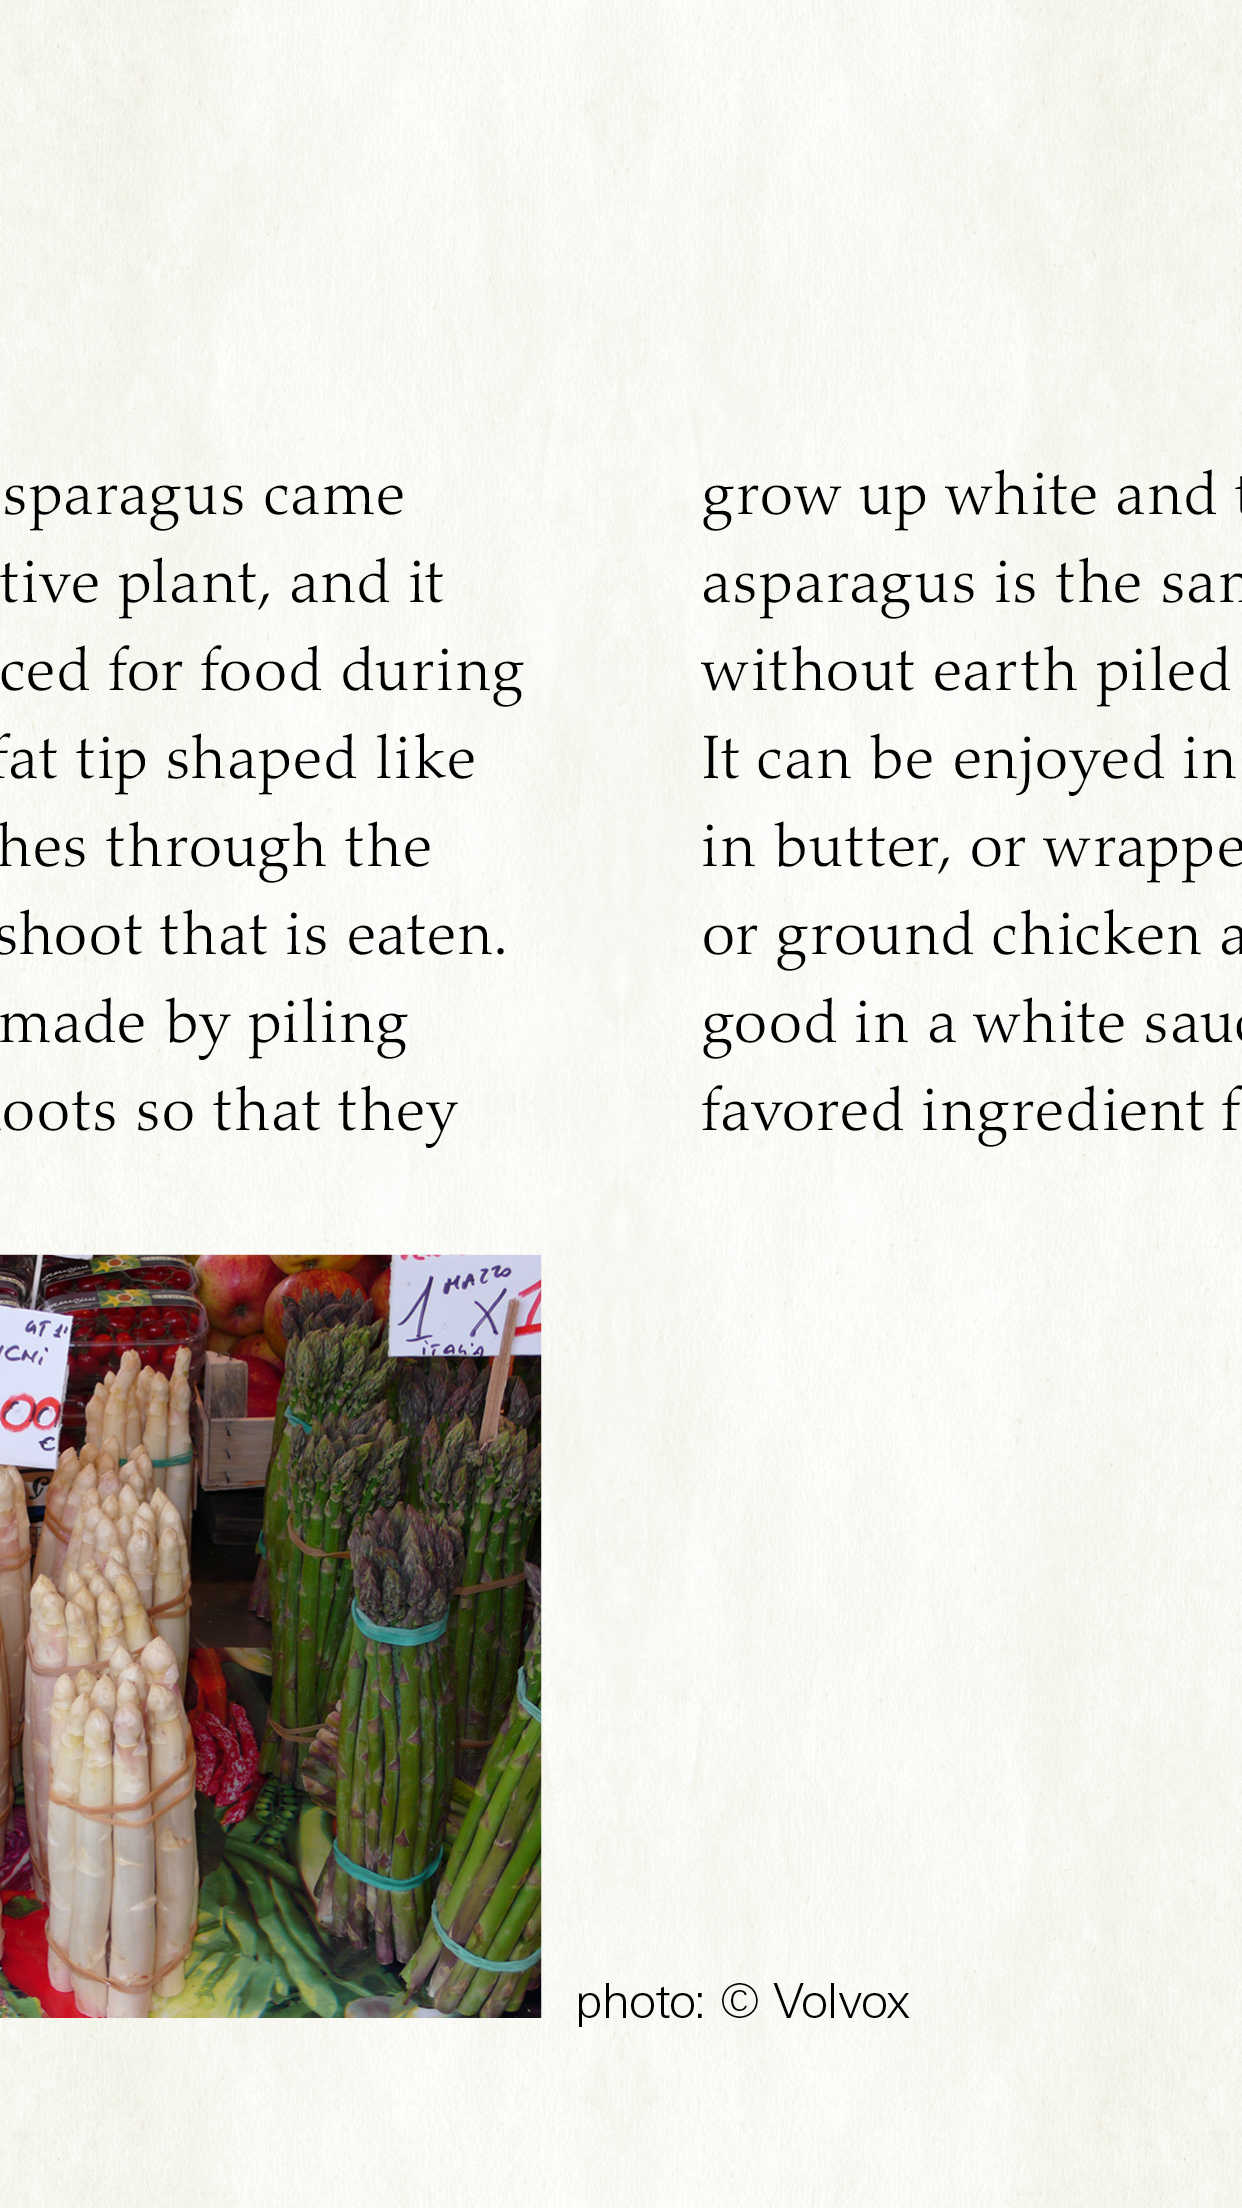 sparagus came
tive plant, and it
ced for food during
fat tip shaped like
hes through the
shoot that is eaten.
made by piling
oots so that they
grow up white and t
asparagus is the sam
without earth piled
It can be enjoyed in
in butter, or wrappe
or ground chicken a
good in a white sauc
favored ingredient f
1 MAZZO
X 1
ITALIA
GT 1
ICNI
00
€
photo: © Volvox